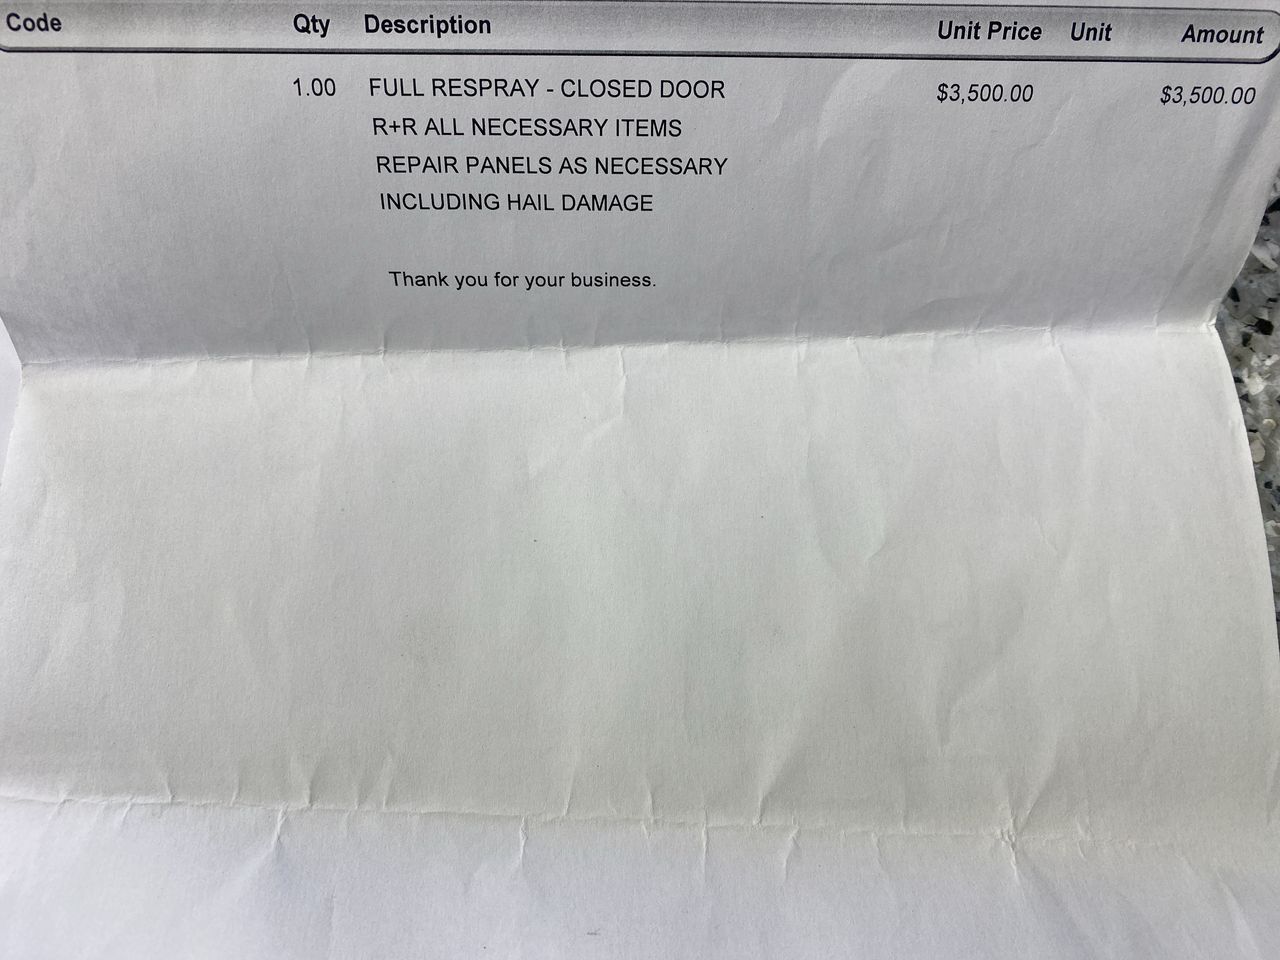 Code Qty Description Unit Price Unit Amount
1.00 FULL RESPRAY - CLOSED DOOR $3,500.00 $3,500.00
R+R ALL NECESSARY ITEMS
REPAIR PANELS AS NECESSARY
INCLUDING HAIL DAMAGE
Thank you for your business.